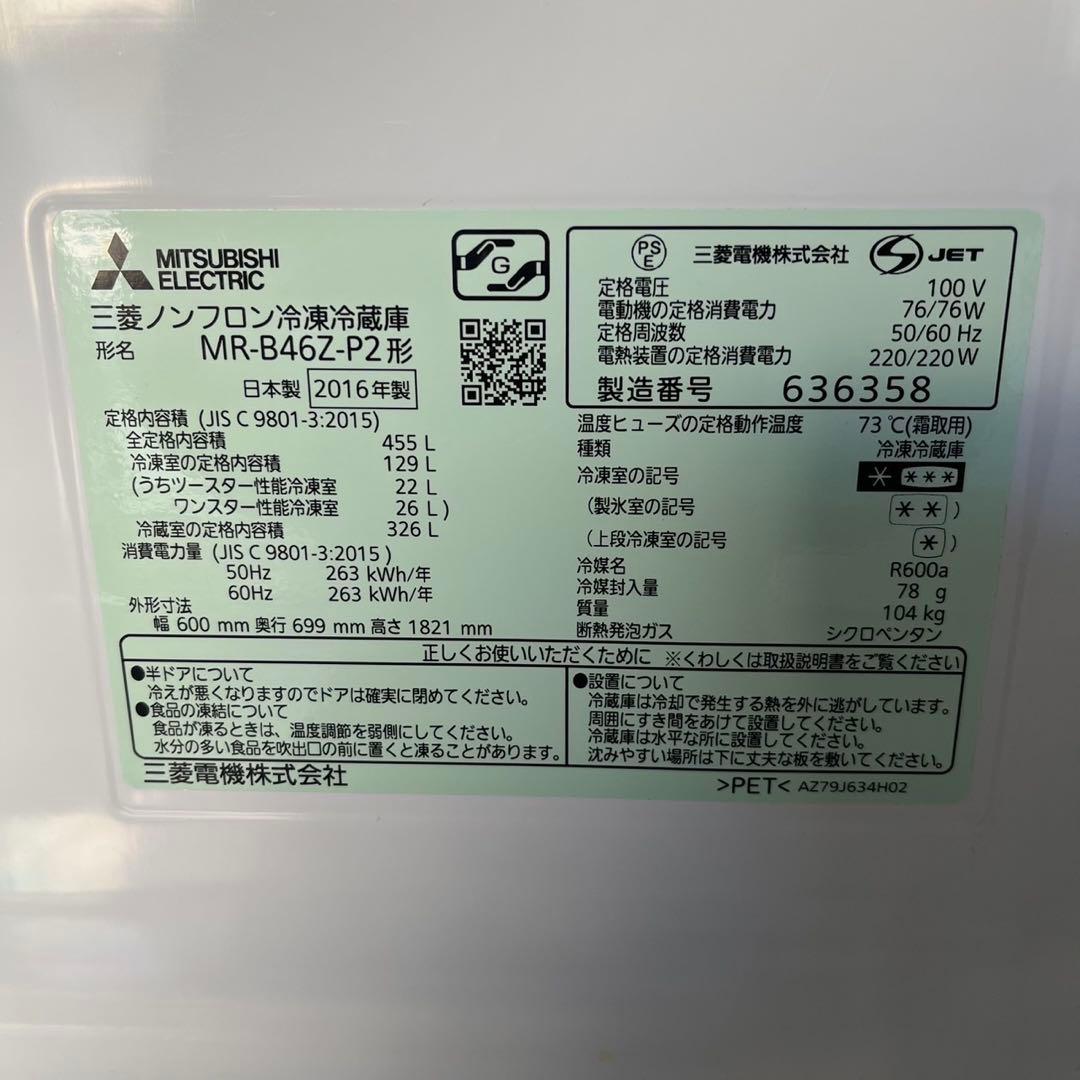 MITSUBISHI
ELECTRIC
G
三菱ノンフロン冷凍冷蔵庫
形名 MR-B46Z-P2形
日本製 2016年製
定格内容積 (JIS C 9801-3:2015)
全定格内容積 455 L
冷凍室の定格内容積 129 L
(うちツースター性能冷凍室 22 L
ワンスター性能冷凍室 26 L)
冷蔵室の定格内容積 326 L
消費電力量 (JIS C 9801-3:2015)
50Hz 263 kWh/年
60Hz 263 kWh/年
外形寸法
幅 600 mm 奥行 699 mm 高さ 1821 mm
PS
E
三菱電機株式会社 JET
定格電圧 100 V
電動機の定格消費電力 76/76W
定格周波数 50/60 Hz
電熱装置の定格消費電力 220/220W
製造番号 636358
温度ヒューズの定格動作温度 73℃(霜取用)
種類 冷凍冷蔵庫
冷凍室の記号 * ***
(製氷室の記号 ** )
(上段冷凍室の記号 * )
冷媒名 R600a
冷媒封入量 78 g
質量 104 kg
断熱発泡ガス シクロペンタン
正しくお使いいただくために ※くわしくは取扱説明書をご覧ください
●半ドアについて
冷えが悪くなりますのでドアは確実に閉めてください。
●食品の凍結について
食品が凍るときは、温度調節を弱側にしてください。
水分の多い食品を吹出口の前に置くと凍ることがあります。
●設置について
冷蔵庫は冷却で発生する熱を外に逃がしています。
周囲にすき間をあけて設置してください。
冷蔵庫は水平な所に設置してください。
沈みやすい場所は下に丈夫な板を敷いてください。
三菱電機株式会社
>PET< AZ79J634H02